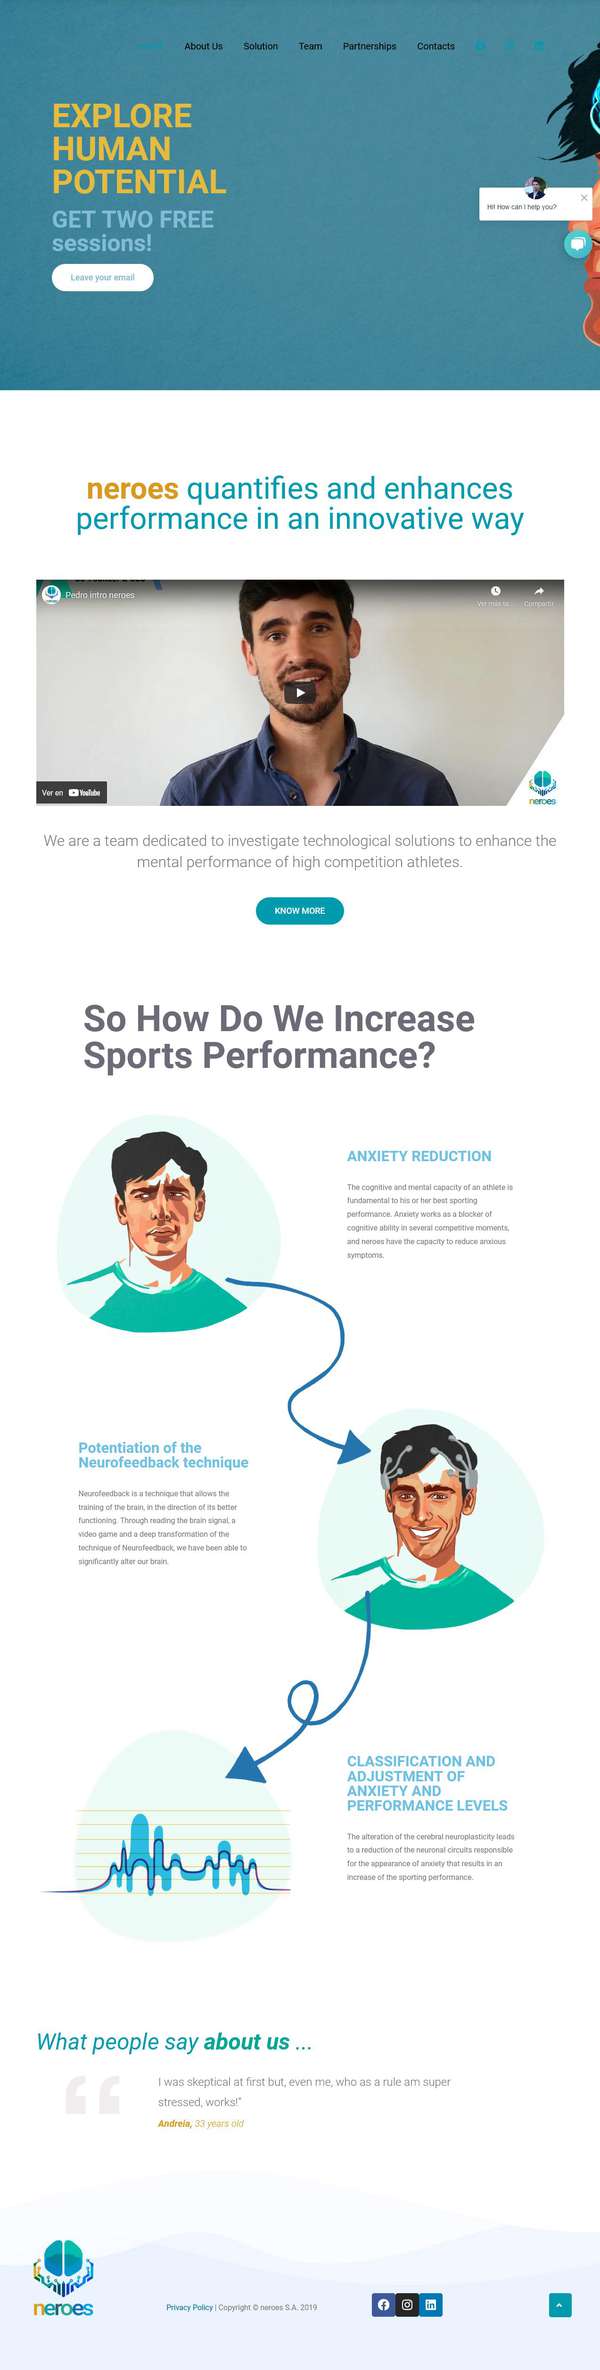 About Us Solution Team Partnerships Contacts
EXPLORE
HUMAN
POTENTIAL
GET TWO FREE
sessions!
Leave your email
Hi! How can I help you?
neroes quantifies and enhances
performance in an innovative way
Pedro intro neroes
Ver más ta...
Compartir
Ver en YouTube
neroes
We are a team dedicated to investigate technological solutions to enhance the
mental performance of high competition athletes.
KNOW MORE
So How Do We Increase
Sports Performance?
ANXIETY REDUCTION
The cognitive and mental capacity of an athlete is
fundamental to his or her best sporting
performance. Anxiety works as a blocker of
cognitive ability in several competitive moments,
and neroes have the capacity to reduce anxious
symptoms.
Potentiation of the
Neurofeedback technique
Neurofeedback is a technique that allows the
training of the brain, in the direction of its better
functioning. Through reading the brain signal, a
video game and a deep transformation of the
technique of Neurofeedback, we have been able to
significantly alter our brain.
CLASSIFICATION AND
ADJUSTMENT OF
ANXIETY AND
PERFORMANCE LEVELS
The alteration of the cerebral neuroplasticity leads
to a reduction of the neuronal circuits responsible
for the appearance of anxiety that results in an
increase of the sporting performance.
What people say about us ...
I was skeptical at first but, even me, who as a rule am super
stressed, works!"
Andreia, 33 years old
neroes
Privacy Policy | Copyright © neroes S.A. 2019